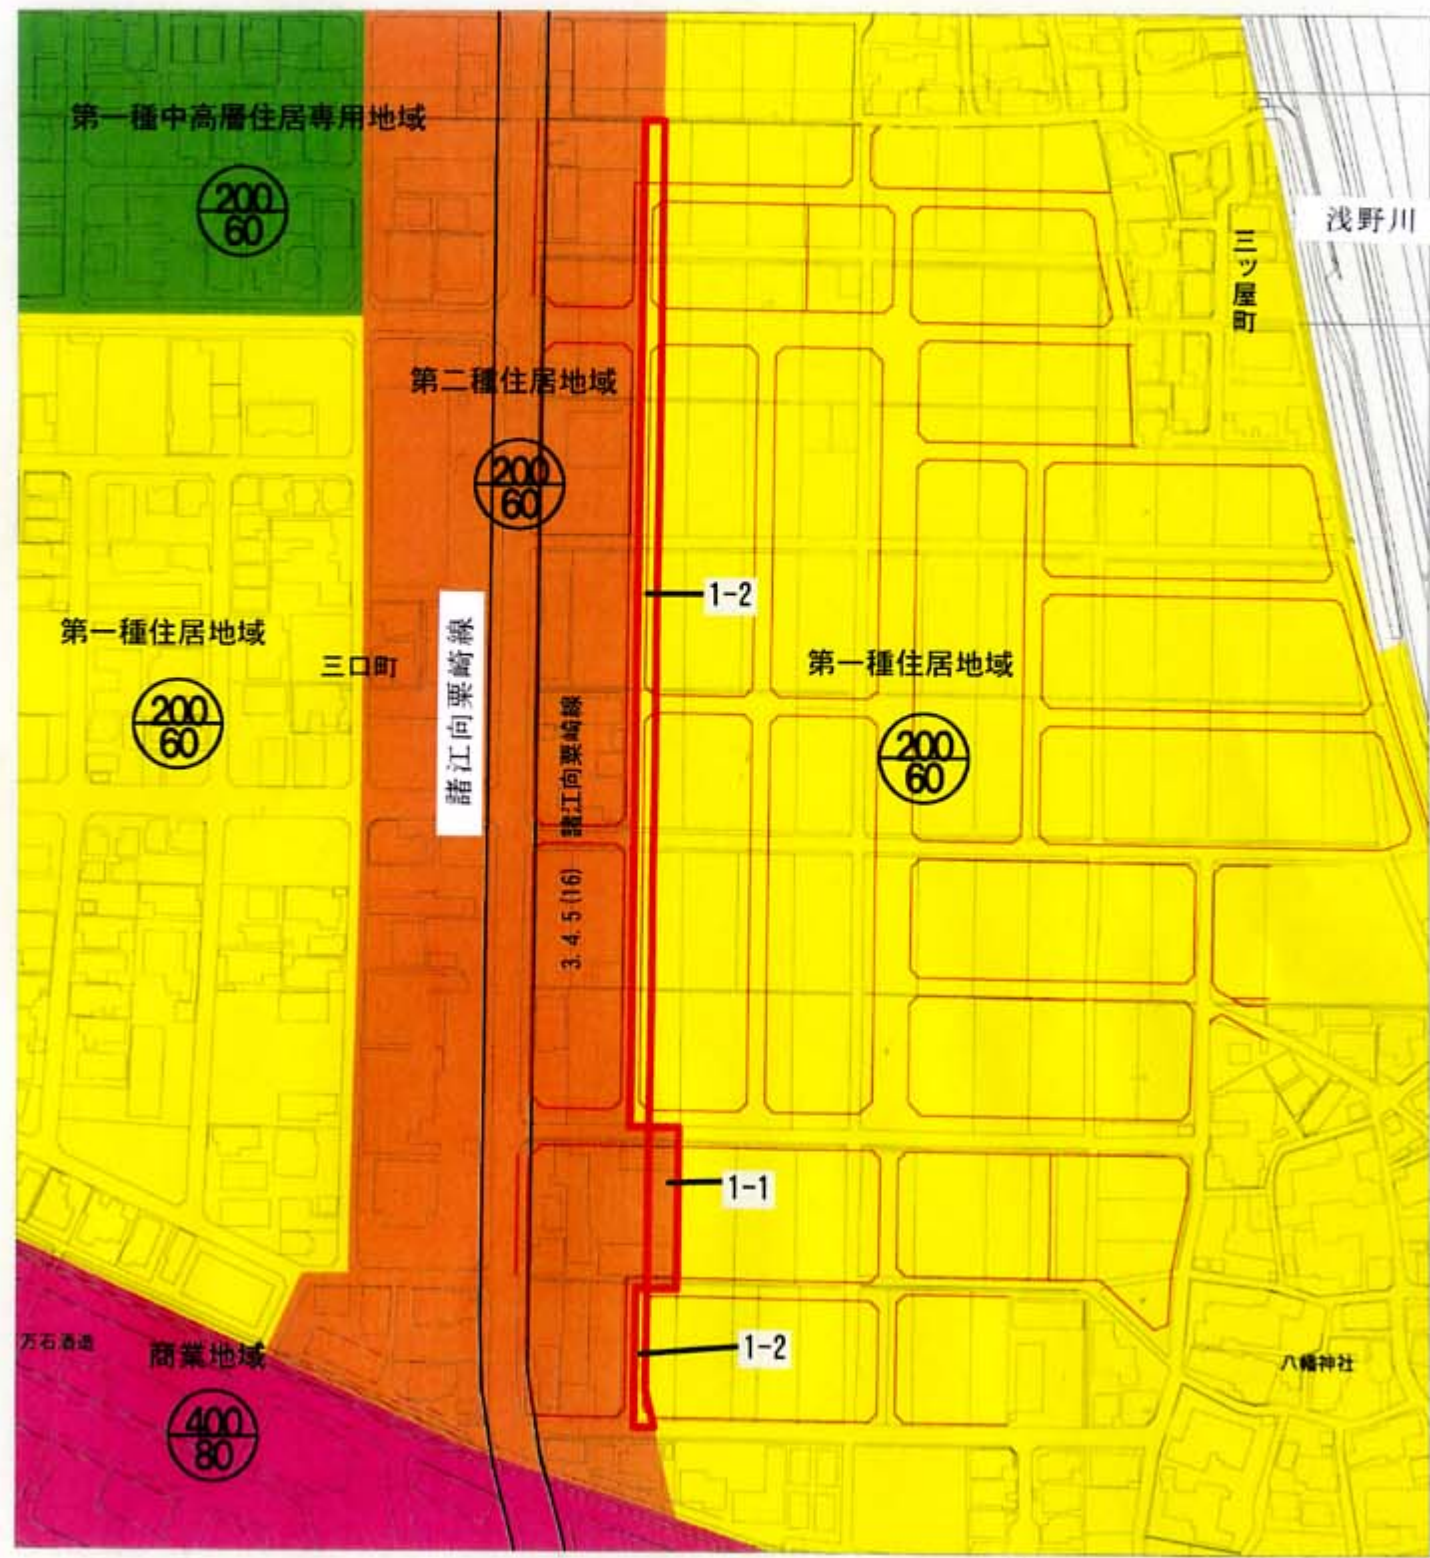 第一種中高層住居専用地域
200
60
浅野川
三ッ屋町
第二種住居地域
200
60
1-2
第一種住居地域
200
60
三口町
諸江向粟崎線
3.4.5(16) 諸江向粟崎線
第一種住居地域
200
60
1-1
1-2
万石酒造
商業地域
400
80
八幡神社